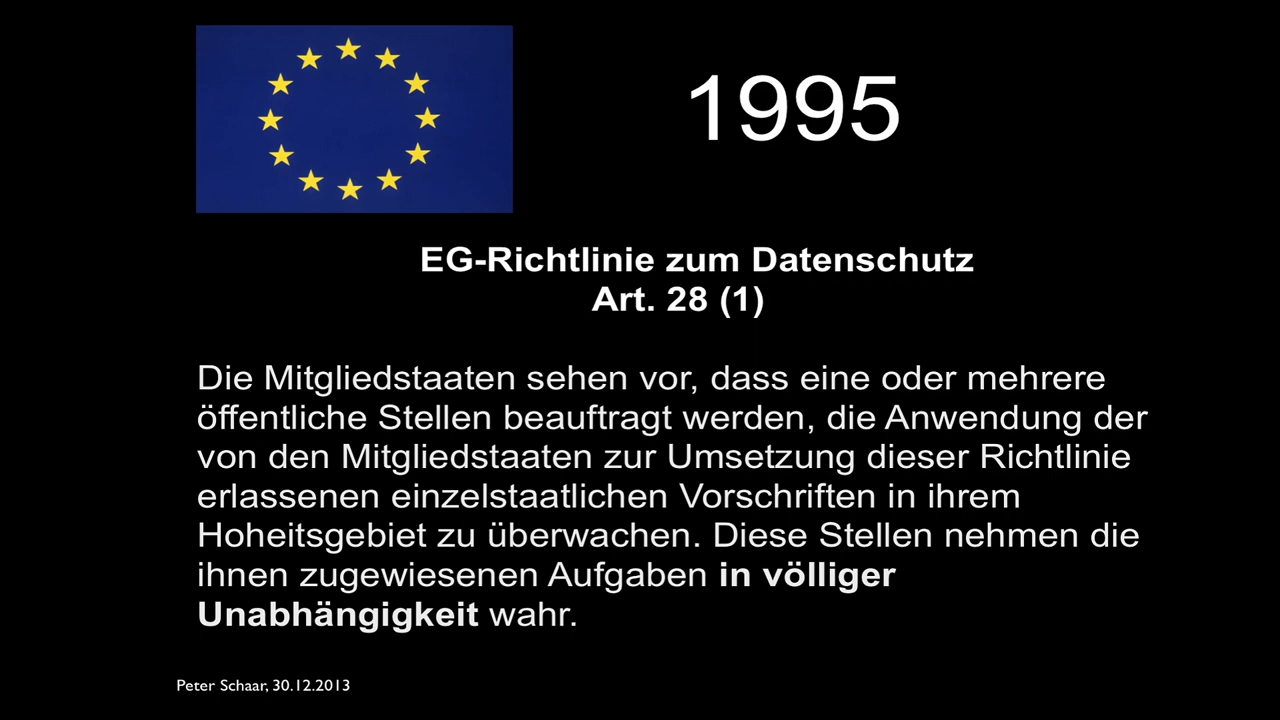 1995
EG-Richtlinie zum Datenschutz
Art. 28 (1)
Die Mitgliedstaaten sehen vor, dass eine oder mehrere
öffentliche Stellen beauftragt werden, die Anwendung der
von den Mitgliedstaaten zur Umsetzung dieser Richtlinie
erlassenen einzelstaatlichen Vorschriften in ihrem
Hoheitsgebiet zu überwachen. Diese Stellen nehmen die
ihnen zugewiesenen Aufgaben in völliger
Unabhängigkeit wahr.
Peter Schaar, 30.12.2013